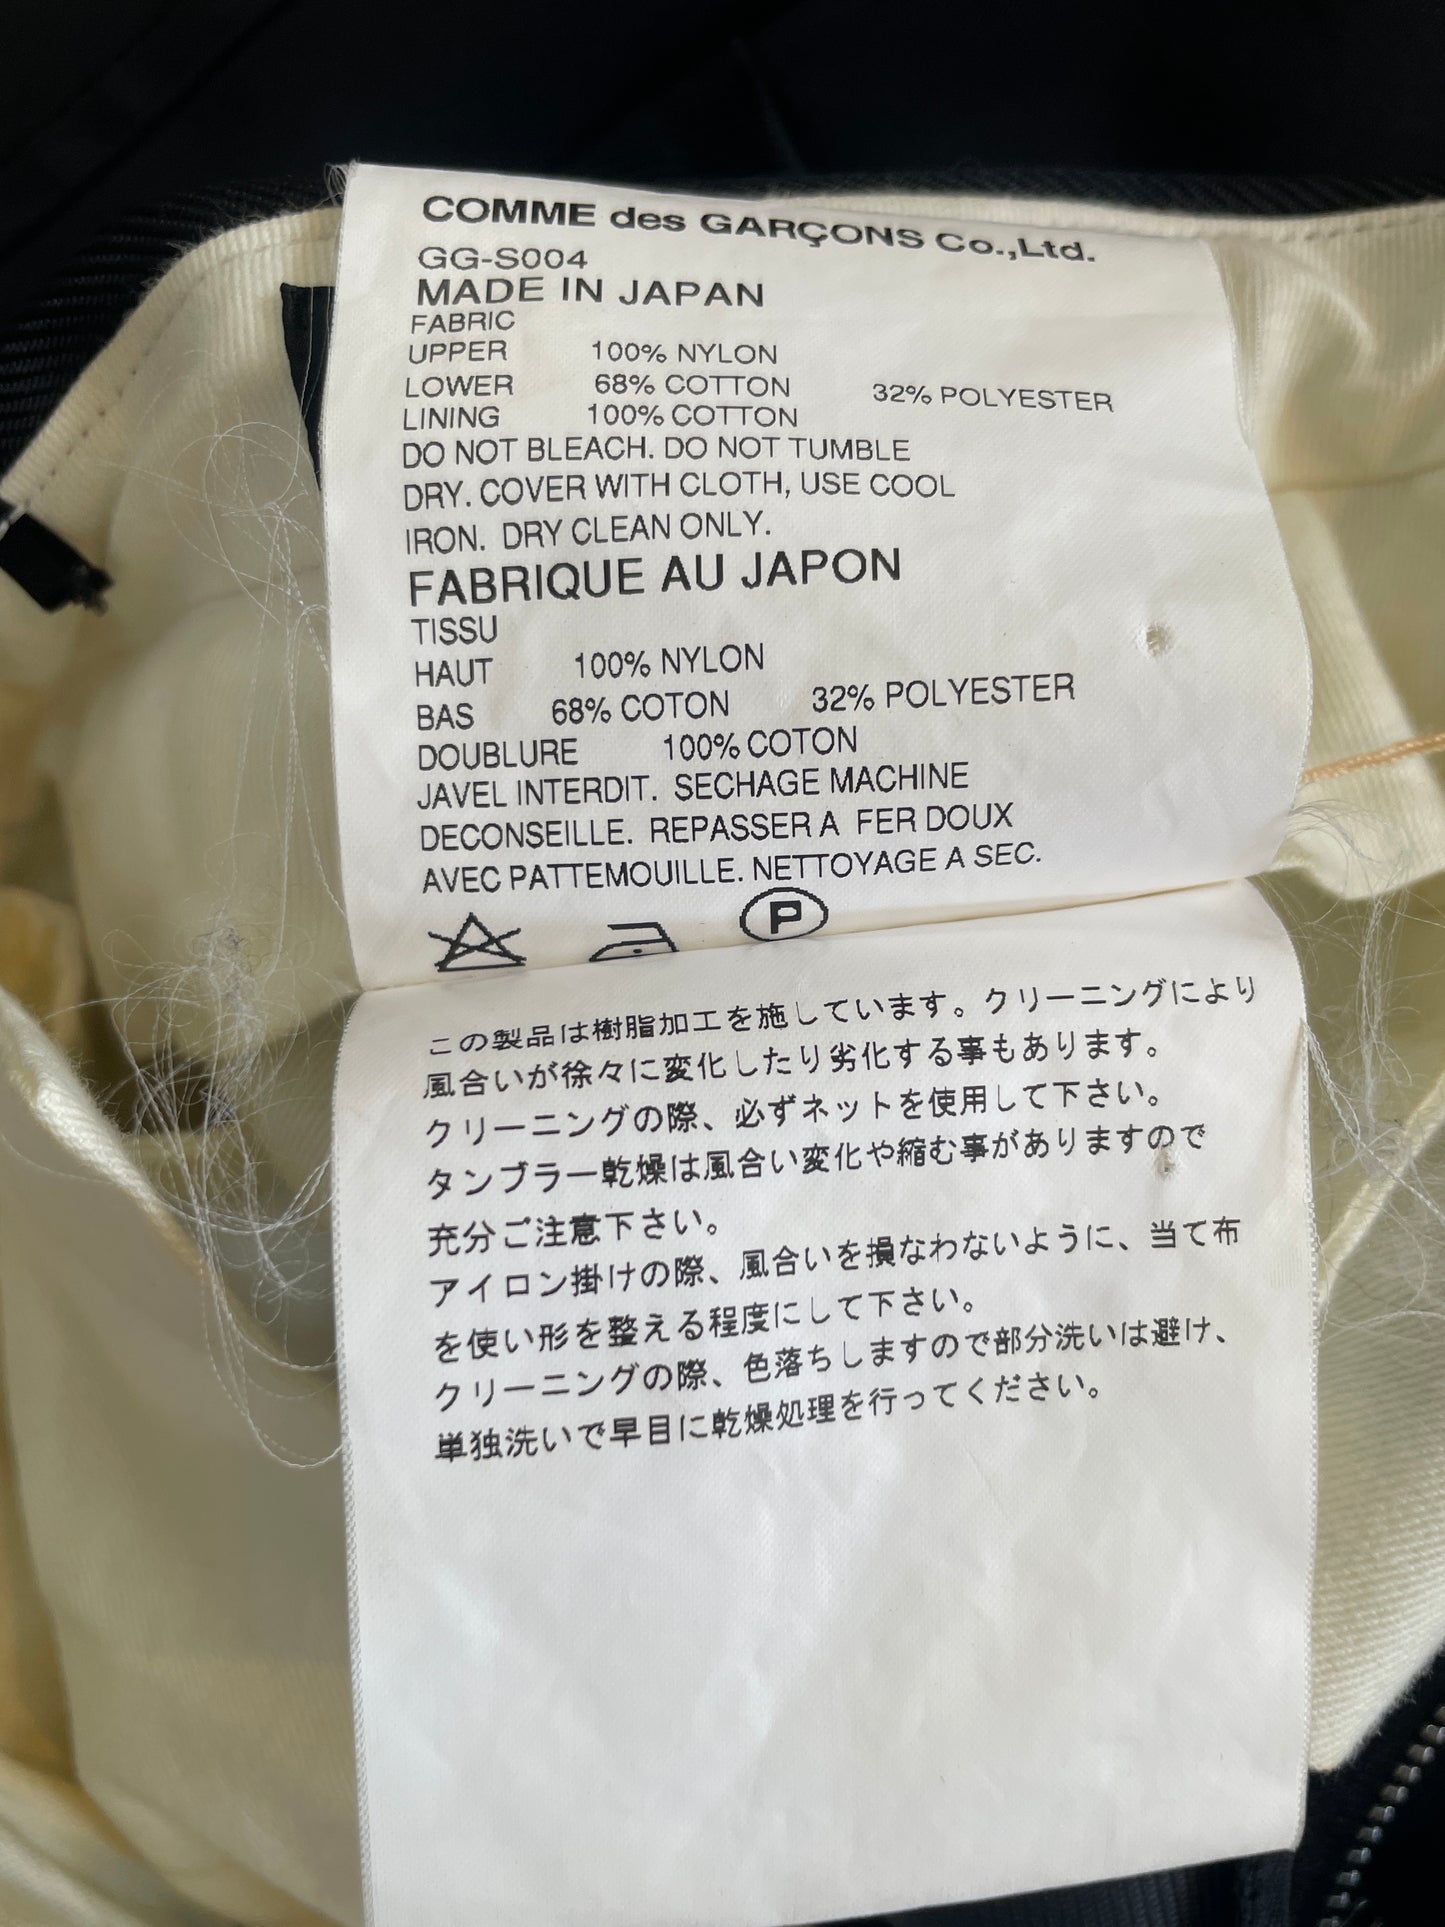 COMME des GARÇONS Co.,Ltd.
GG-S004
MADE IN JAPAN
FABRIC
UPPER 100% NYLON
LOWER 68% COTTON 32% POLYESTER
LINING 100% COTTON
DO NOT BLEACH. DO NOT TUMBLE
DRY. COVER WITH CLOTH, USE COOL
IRON. DRY CLEAN ONLY.
FABRIQUE AU JAPON
TISSU
HAUT 100% NYLON
BAS 68% COTON 32% POLYESTER
DOUBLURE 100% COTON
JAVEL INTERDIT. SECHAGE MACHINE
DECONSEILLE. REPASSER A FER DOUX
AVEC PATTEMOUILLE. NETTOYAGE A SEC.
P
この製品は樹脂加工を施しています。クリーニングにより
風合いが徐々に変化したり劣化する事もあります。
クリーニングの際、必ずネットを使用して下さい。
タンブラー乾燥は風合い変化や縮む事がありますので
充分ご注意下さい。
アイロン掛けの際、風合いを損なわないように、当て布
を使い形を整える程度にして下さい。
クリーニングの際、色落ちしますので部分洗いは避け、
単独洗いで早目に乾燥処理を行ってください。